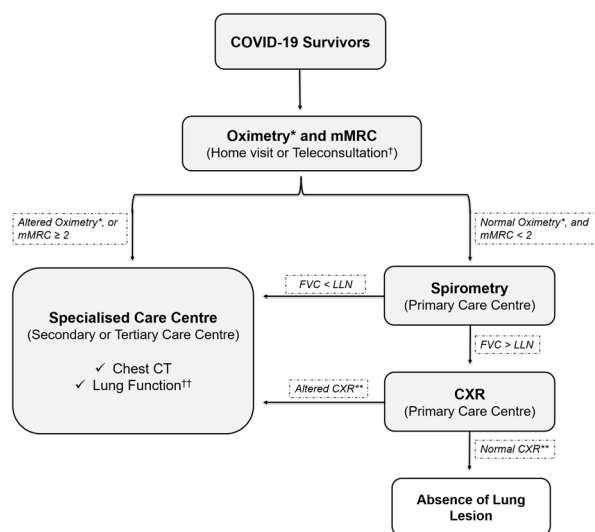 COVID-19 Survivors
Oximetry* and mMRC
(Home visit or Teleconsultation†)
Altered Oximetry*, or
mMRC ≥ 2
Normal Oximetry*, and
mMRC < 2
Specialised Care Centre
(Secondary or Tertiary Care Centre)
✓ Chest CT
✓ Lung Function††
FVC < LLN
Spirometry
(Primary Care Centre)
FVC > LLN
Altered CXR**
CXR
(Primary Care Centre)
Normal CXR**
Absence of Lung
Lesion